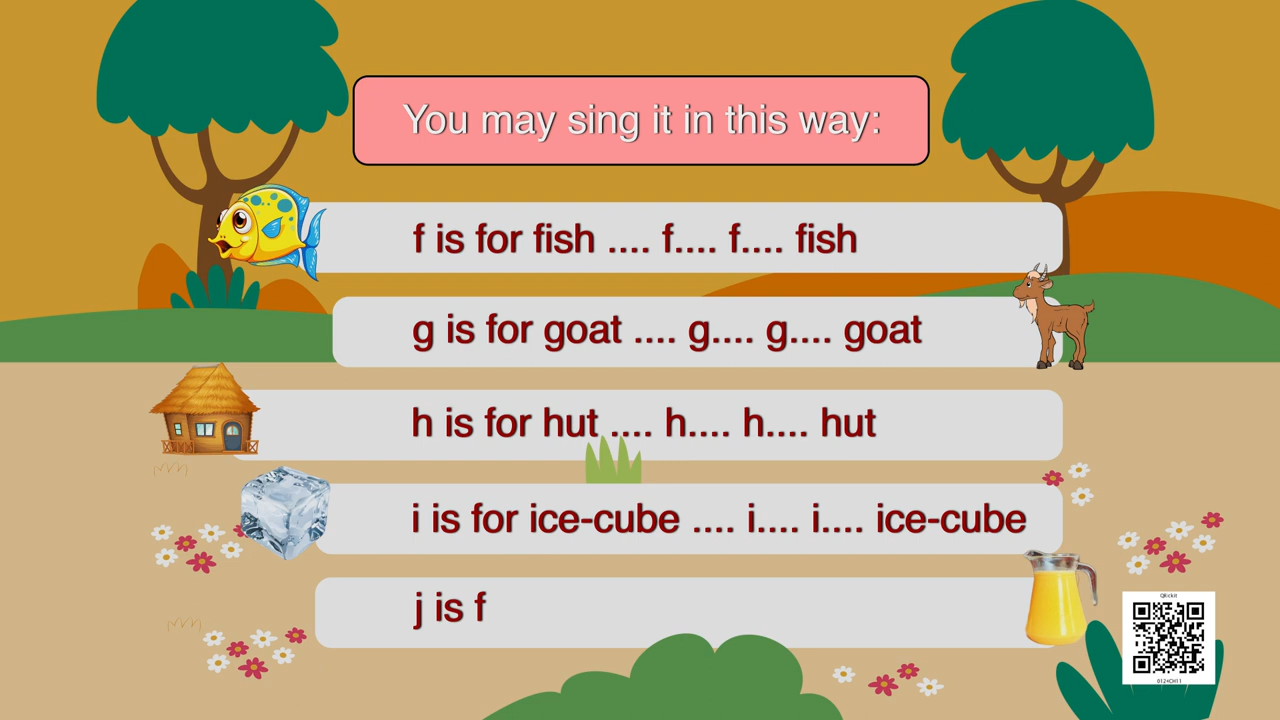 You may sing it in this way:
f is for fish .... f.... f.... fish
g is for goat .... g.... g.... goat
h is for hut .... h.... h.... hut
i is for ice-cube .... i.... i.... ice-cube
j is f
0124CH11